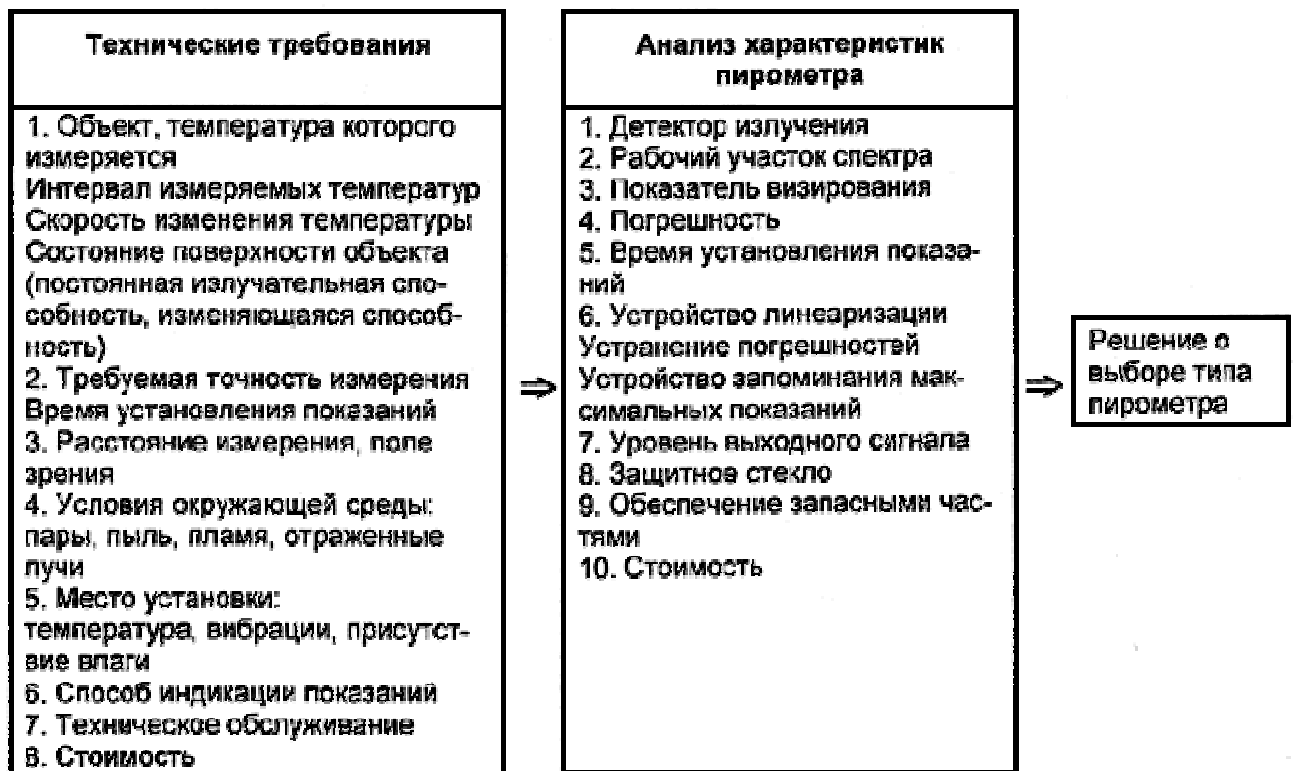 Технические требования
1. Объект, температура которого
измеряется
Интервал измеряемых температур
Скорость изменения температуры
Состояние поверхности объекта
(постоянная излучательная спо-
собность, изменяющаяся способ-
ность)
2. Требуемая точность измерения
Время установления показаний
3. Расстояние измерения, поле
зрения
4. Условия окружающей среды:
пары, пыль, пламя, отраженные
лучи
5. Место установки:
температура, вибрации, присутст-
вие влаги
6. Способ индикации показаний
7. Техническое обслуживание
8. Стоимость
⇒
Анализ характеристик
пирометра
1. Детектор излучения
2. Рабочий участок спектра
3. Показатель визирования
4. Погрешность
5. Время установления показа-
ний
6. Устройство линеаризации
Устранение погрешностей
Устройство запоминания мак-
симальных показаний
7. Уровень выходного сигнала
8. Защитное стекло
9. Обеспечение запасными час-
тями
10. Стоимость
⇒
Решение о
выборе типа
пирометра